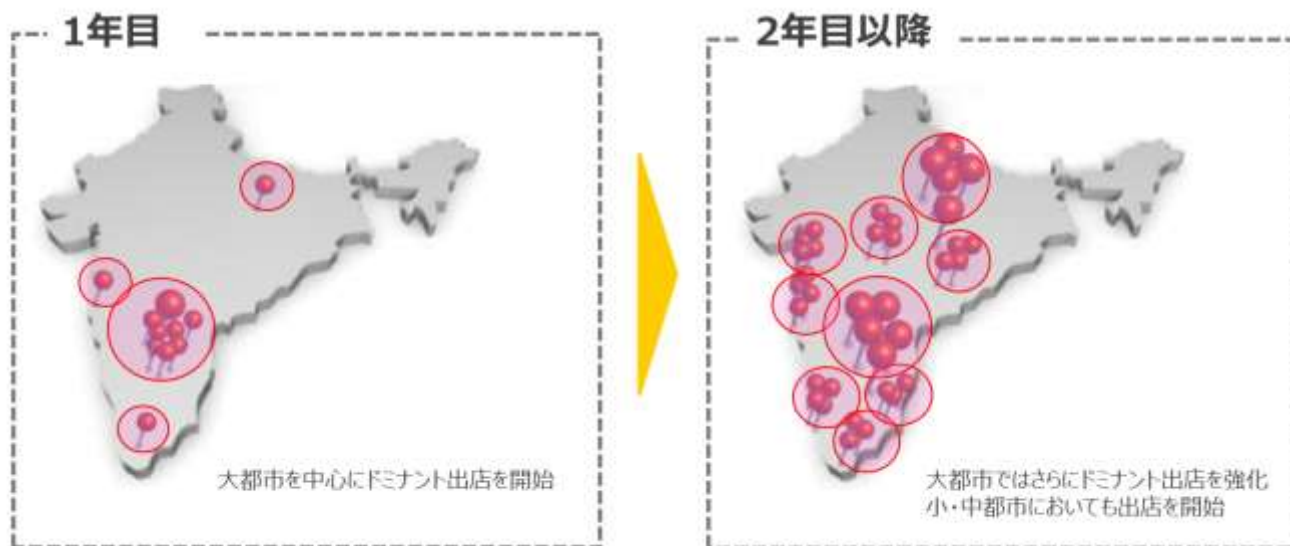 1年目
大都市を中心にドミナント出店を開始
2年目以降
大都市ではさらにドミナント出店を強化
小・中都市においても出店を開始